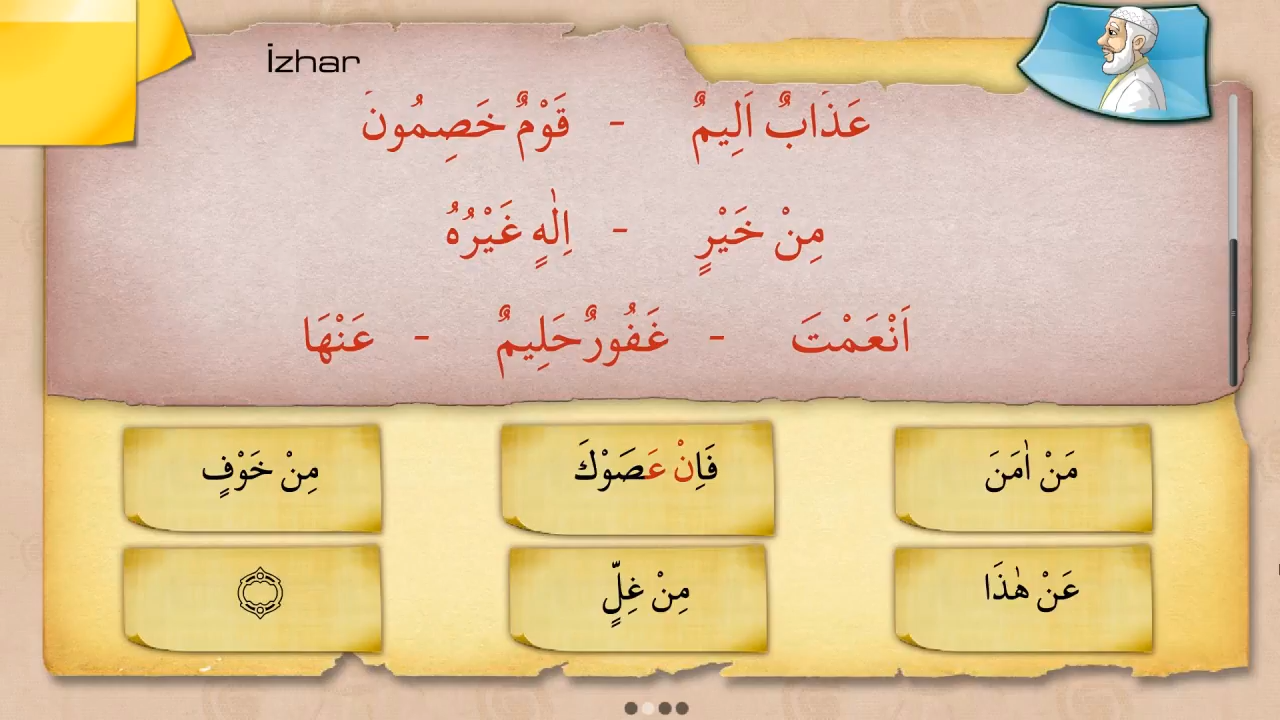 İzhar
عَذَابٌ اَلِيمٌ - قَوْمٌ خَصِمُونَ
مِنْ خَيْرٍ - اِلٰهٍ غَيْرُهُ
اَنْعَمْتَ - غَفُورٌ حَلِيمٌ - عَنْهَا
مَنْ اٰمَنَ
فَاِنْ عَصَوْكَ
مِنْ خَوْفٍ
عَنْ هٰذَا
مِنْ غِلٍّ